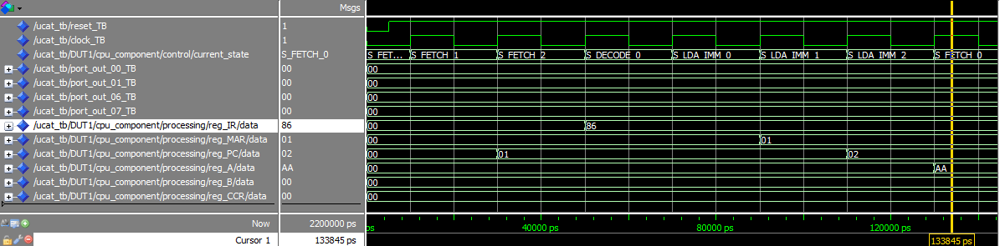 Msgs
/ucat_tb/reset_TB 1
/ucat_tb/clock_TB 1
/ucat_tb/DUT1/cpu_component/control/current_state S_FETCH_0 S_FET... S_FETCH_1 S_FETCH_2 S_DECODE_0 S_LDA_IMM_0 S_LDA_IMM_1 S_LDA_IMM_2 S_FETCH_0
/ucat_tb/port_out_00_TB 00 00
/ucat_tb/port_out_01_TB 00 00
/ucat_tb/port_out_06_TB 00 00
/ucat_tb/port_out_07_TB 00 00
/ucat_tb/DUT1/cpu_component/processing/reg_IR/data 86 00 86
/ucat_tb/DUT1/cpu_component/processing/reg_MAR/data 01 00 01
/ucat_tb/DUT1/cpu_component/processing/reg_PC/data 02 00 01 02
/ucat_tb/DUT1/cpu_component/processing/reg_A/data AA 00 AA
/ucat_tb/DUT1/cpu_component/processing/reg_B/data 00 00
/ucat_tb/DUT1/cpu_component/processing/reg_CCR/data 00 00
Now 2200000 ps ps 40000 ps 80000 ps 120000 ps
Cursor 1 133845 ps 133845 ps